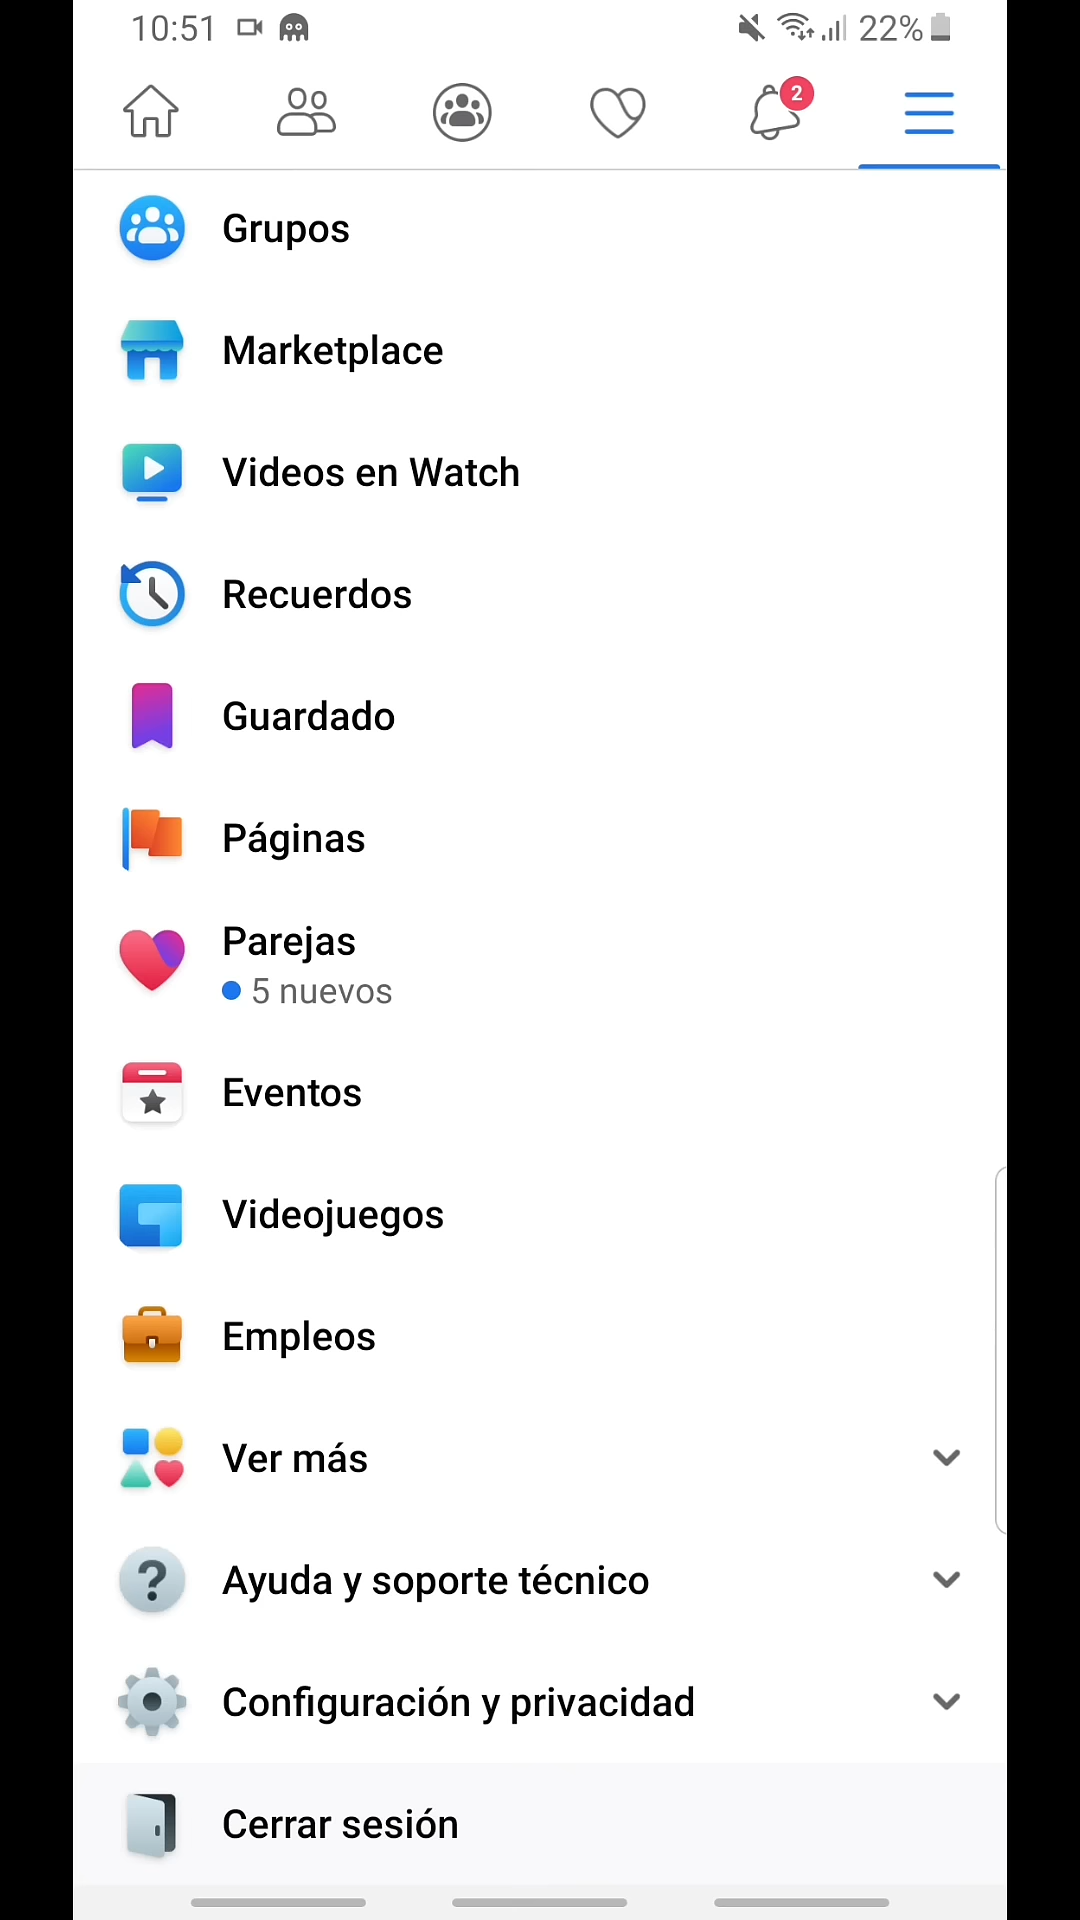 10:51 22%
2
Grupos
Marketplace
Videos en Watch
Recuerdos
Guardado
Páginas
Parejas
5 nuevos
Eventos
Videojuegos
Empleos
Ver más
Ayuda y soporte técnico
Configuración y privacidad
Cerrar sesión